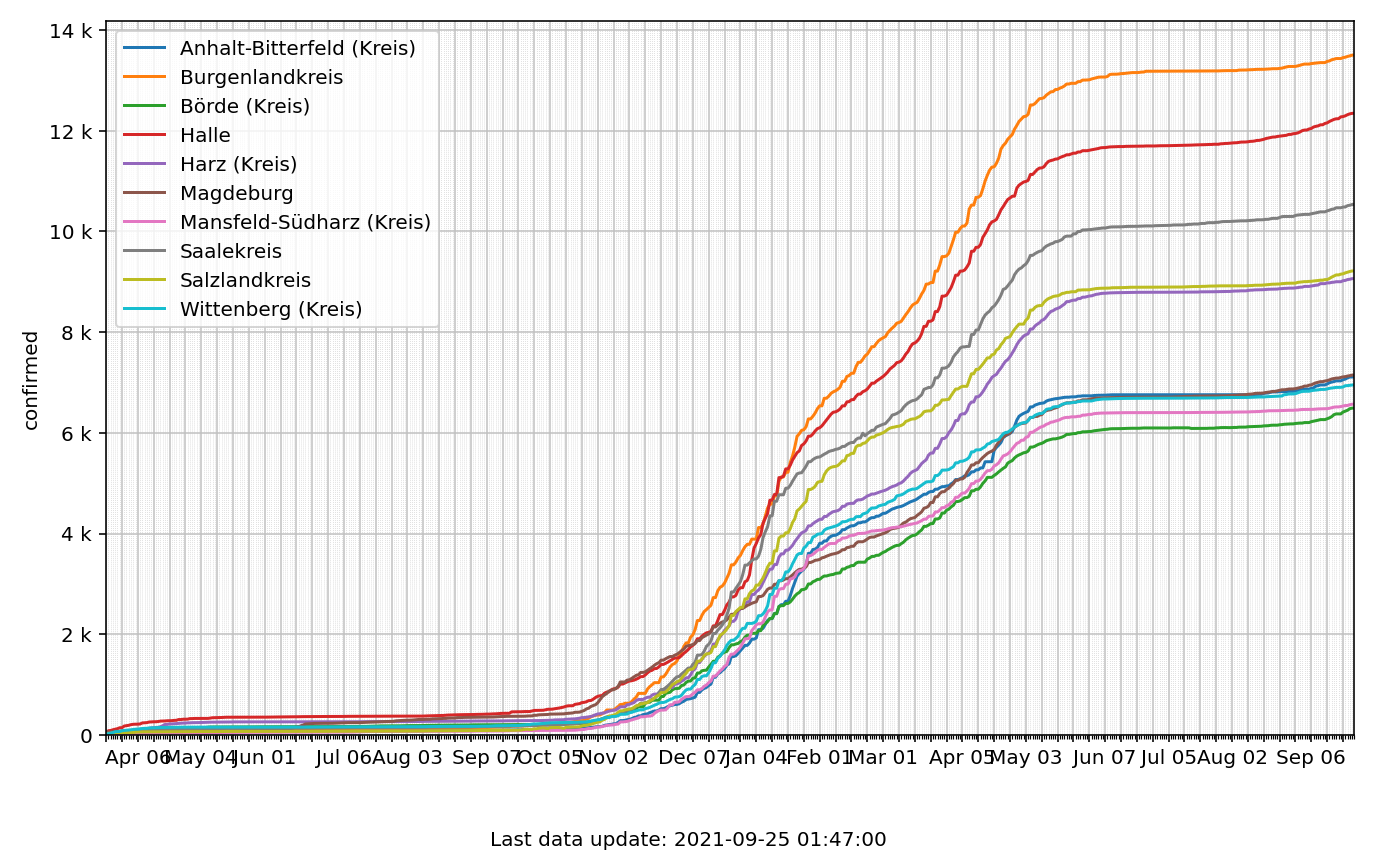 14 k
12 k
10 k
8 k
6 k
4 k
2 k
0
confirmed
Anhalt-Bitterfeld (Kreis)
Burgenlandkreis
Börde (Kreis)
Halle
Harz (Kreis)
Magdeburg
Mansfeld-Südharz (Kreis)
Saalekreis
Salzlandkreis
Wittenberg (Kreis)
Apr 06 May 04 Jun 01 Jul 06 Aug 03 Sep 07 Oct 05 Nov 02 Dec 07 Jan 04 Feb 01 Mar 01 Apr 05 May 03 Jun 07 Jul 05 Aug 02 Sep 06
Last data update: 2021-09-25 01:47:00